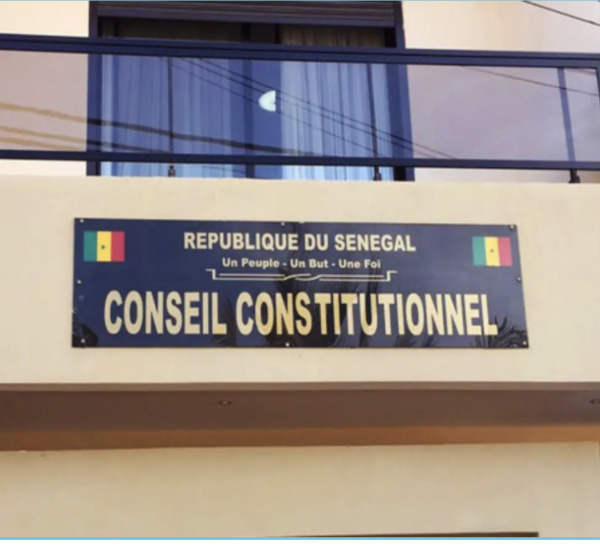 REPUBLIQUE DU SENEGAL
Un Peuple - Un But - Une Foi
CONSEIL CONSTITUTIONNEL